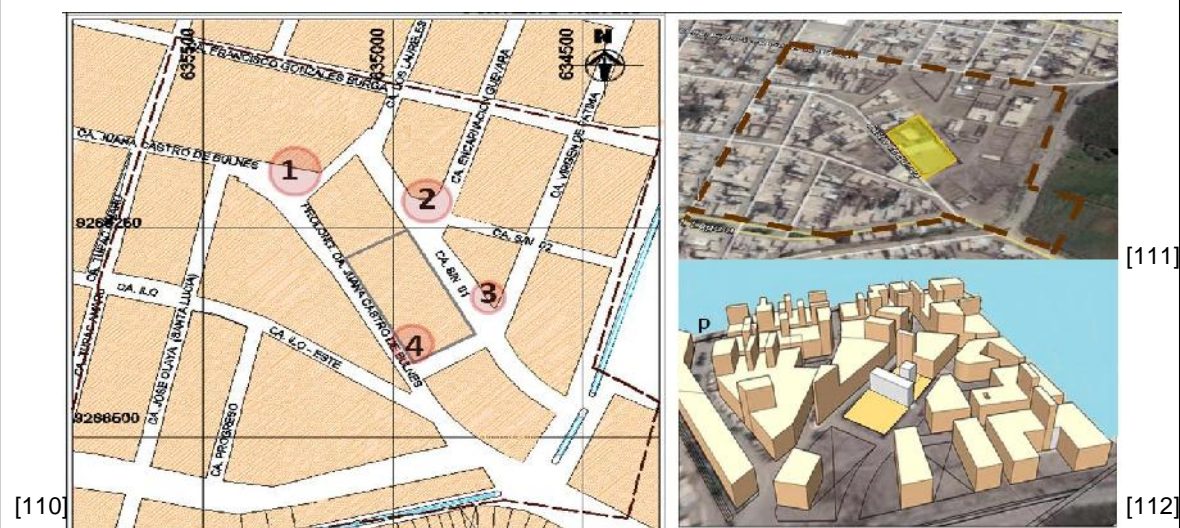 N
635500
635000
634500
CA. FRANCISCO GONZALES BURGA
CA. LOS LAURELES
CA. ENCARNACION GUEVARA
CA. VIRGEN DE FATIMA
CA. JUANA CASTRO DE BULNES
1
2
CA. S/N 02
CA. S/N 01
3
PROLONG. CA. JUANA CASTRO DE BULNES
4
CA. ILO
CA. ILO - ESTE
CA. JOSE OLAYA (SANTA LUCIA)
CA. PROGRESO
9286500
[110]
[111]
P
[112]